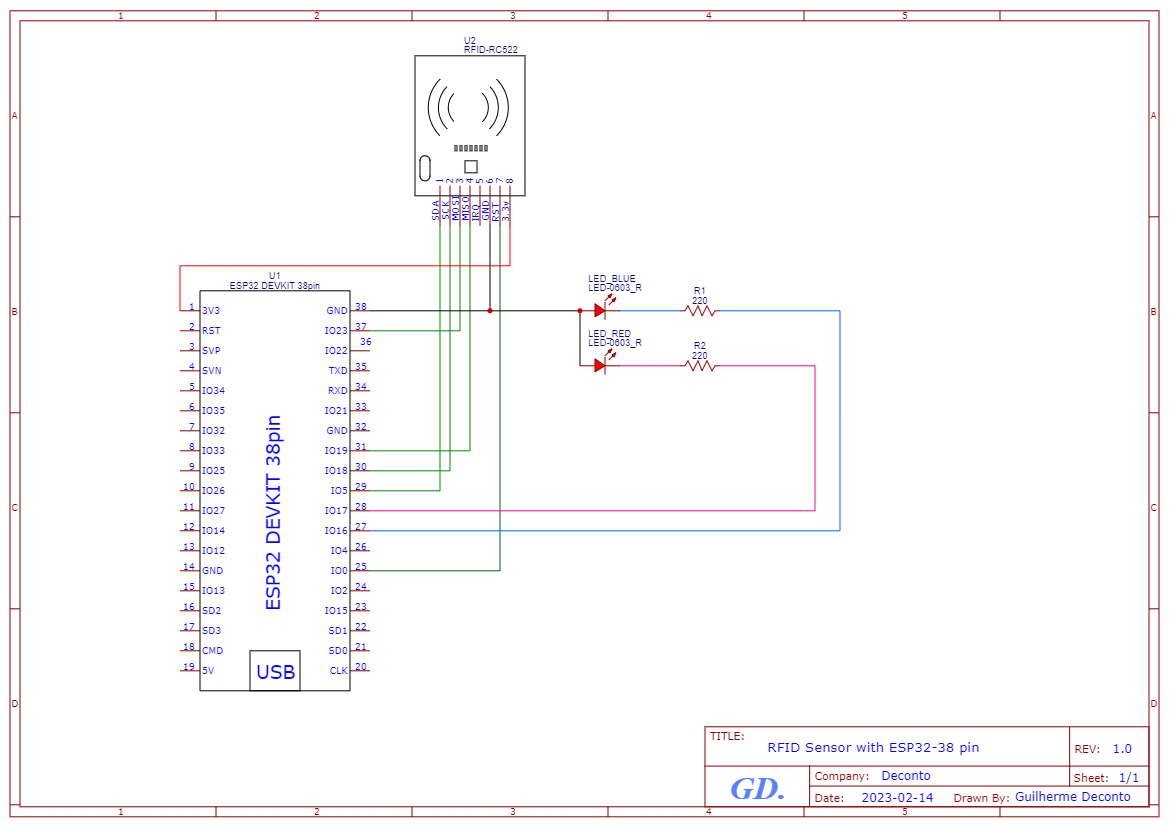 1 2 3 4 5
A A
B B
C C
D D
U2
RFID-RC522
1 2 3 4 5 6 7 8
SDA SCK MOSI MISO IRQ GND RST 3.3v
U1
ESP32 DEVKIT 38pin
1 3V3 GND 38
2 RST IO23 37
3 SVP IO22 36
4 SVN TXD 35
5 IO34 RXD 34
6 IO35 IO21 33
7 IO32 GND 32
8 IO33 IO19 31
9 IO25 IO18 30
10 IO26 IO5 29
11 IO27 IO17 28
12 IO14 IO16 27
13 IO12 IO4 26
14 GND IO0 25
15 IO13 IO2 24
16 SD2 IO15 23
17 SD3 SD1 22
18 CMD SD0 21
19 5V CLK 20
ESP32 DEVKIT 38pin
USB
LED_BLUE
LED-0603_R
R1
220
LED_RED
LED-0603_R
R2
220
TITLE:
RFID Sensor with ESP32-38 pin
REV: 1.0
GD.
Company: Deconto
Sheet: 1/1
Date: 2023-02-14 Drawn By: Guilherme Deconto
1 2 3 4 5